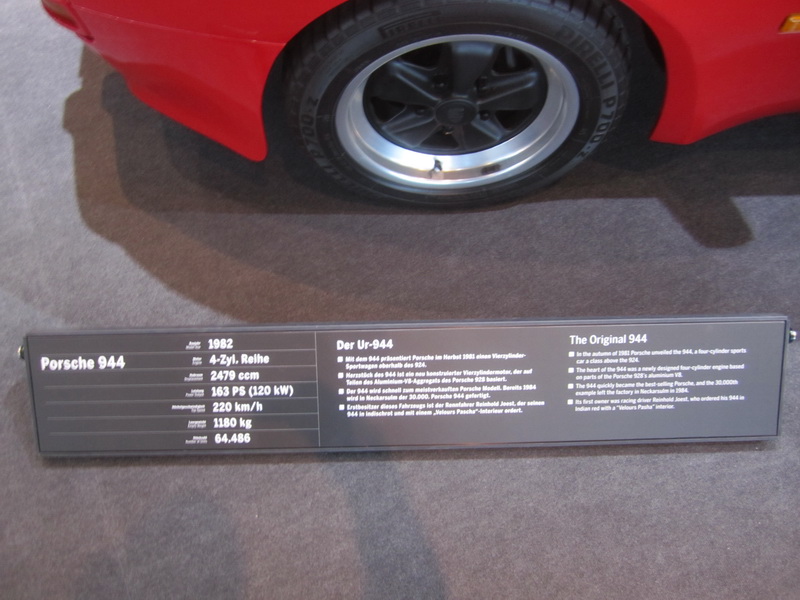 PIRELLI
PIRELLI P700-Z
P700-Z
Porsche 944
1982
4-Zyl. Reihe
2479 ccm
163 PS (120 kW)
220 km/h
1180 kg
64.486
Der Ur-944
Mit dem 944 präsentiert Porsche im Herbst 1981 einen Vierzylinder-
Sportwagen oberhalb des 924.
Herzstück des 944 ist ein neu konstruierter Vierzylindermotor, der auf
Teilen des Aluminium-V8-Aggregats des Porsche 928 basiert.
Der 944 wird schnell zum meistverkauften Porsche Modell. Bereits 1984
wird in Neckarsulm der 30.000. Porsche 944 gefertigt.
Erstbesitzer dieses Fahrzeugs ist der Rennfahrer Reinhold Joest, der seinen
944 in Indischrot und mit einem „Velours Pascha“-Interieur ordert.
The Original 944
In the autumn of 1981 Porsche unveiled the 944, a four-cylinder sports
car a class above the 924.
The heart of the 944 was a newly designed four-cylinder engine based
on parts of the Porsche 928's aluminium V8.
The 944 quickly became the best-selling Porsche, and the 30,000th
example left the factory in Neckarsulm in 1984.
Its first owner was racing driver Reinhold Joest, who ordered his 944 in
Indian red with a "Velours Pasha" interior.